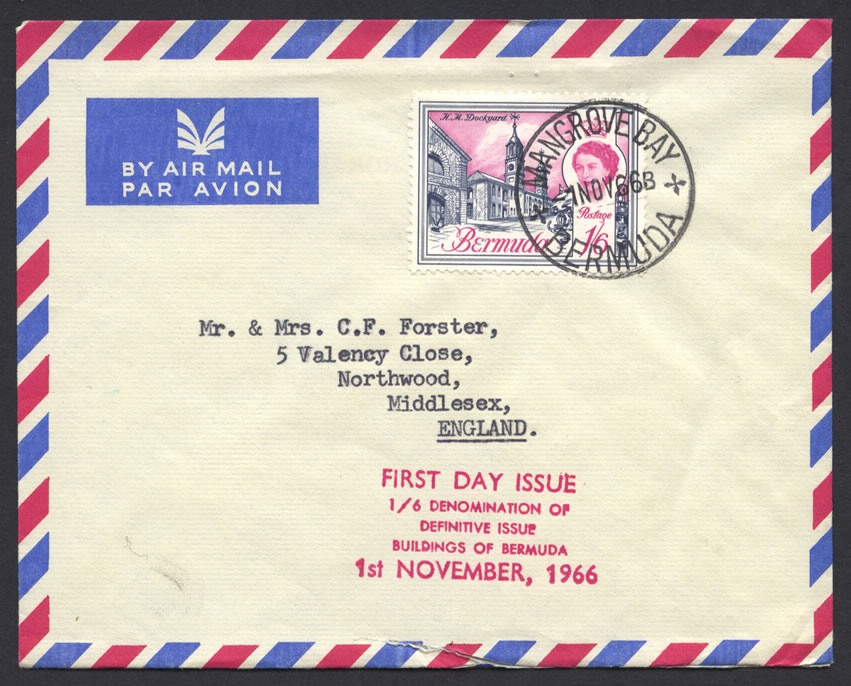 BY AIR MAIL
PAR AVION
H.M. Dockyard
MANGROVE BAY
1 NOV 66 B
BERMUDA
Postage
Bermuda 1/6
Mr. & Mrs. C.F. Forster,
5 Valency Close,
Northwood,
Middlesex,
ENGLAND.
FIRST DAY ISSUE
1/6 DENOMINATION OF
DEFINITIVE ISSUE
BUILDINGS OF BERMUDA
1st NOVEMBER, 1966